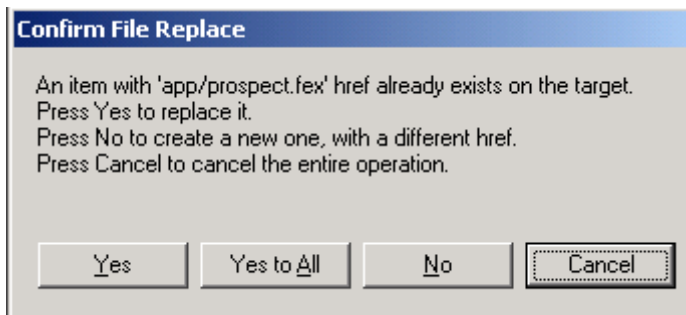 Confirm File Replace
An item with 'app/prospect.fex' href already exists on the target.
Press Yes to replace it.
Press No to create a new one, with a different href.
Press Cancel to cancel the entire operation.
Yes Yes to All No Cancel